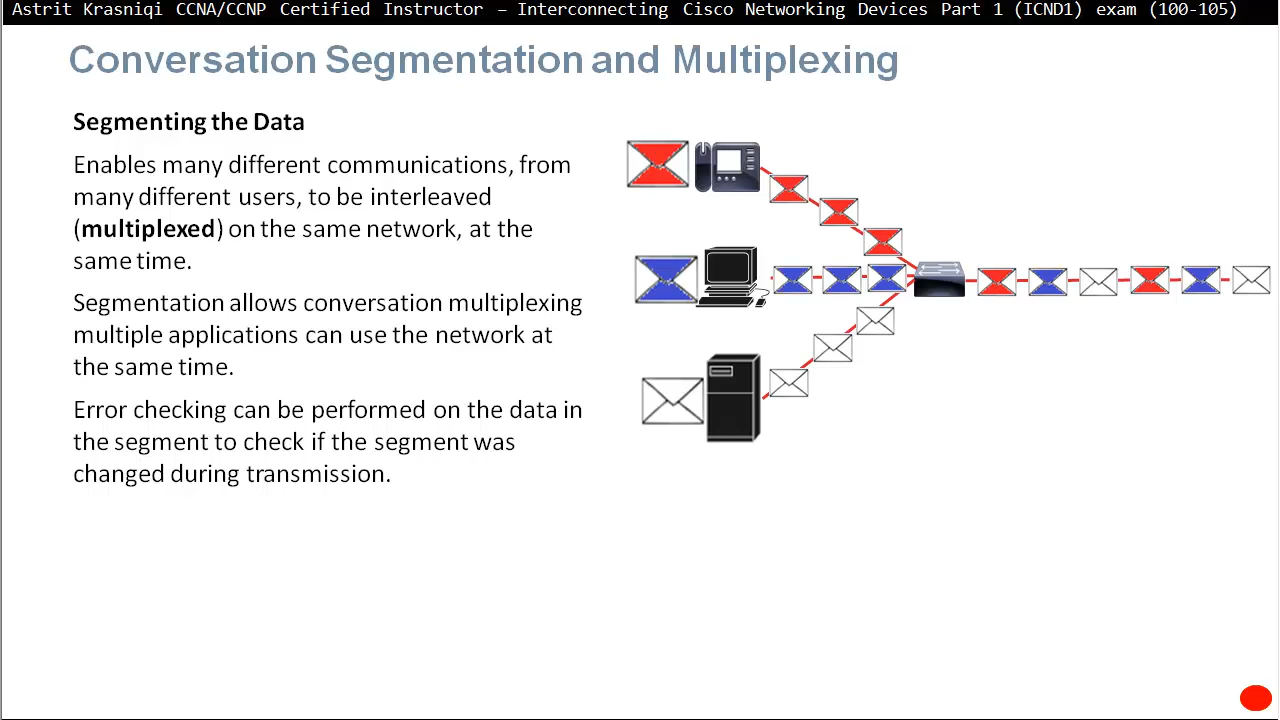 Astrit Krasniqi CCNA/CCNP Certified Instructor – Interconnecting Cisco Networking Devices Part 1 (ICND1) exam (100-105)
Conversation Segmentation and Multiplexing
Segmenting the Data
Enables many different communications, from
many different users, to be interleaved
(multiplexed) on the same network, at the
same time.
Segmentation allows conversation multiplexing
multiple applications can use the network at
the same time.
Error checking can be performed on the data in
the segment to check if the segment was
changed during transmission.